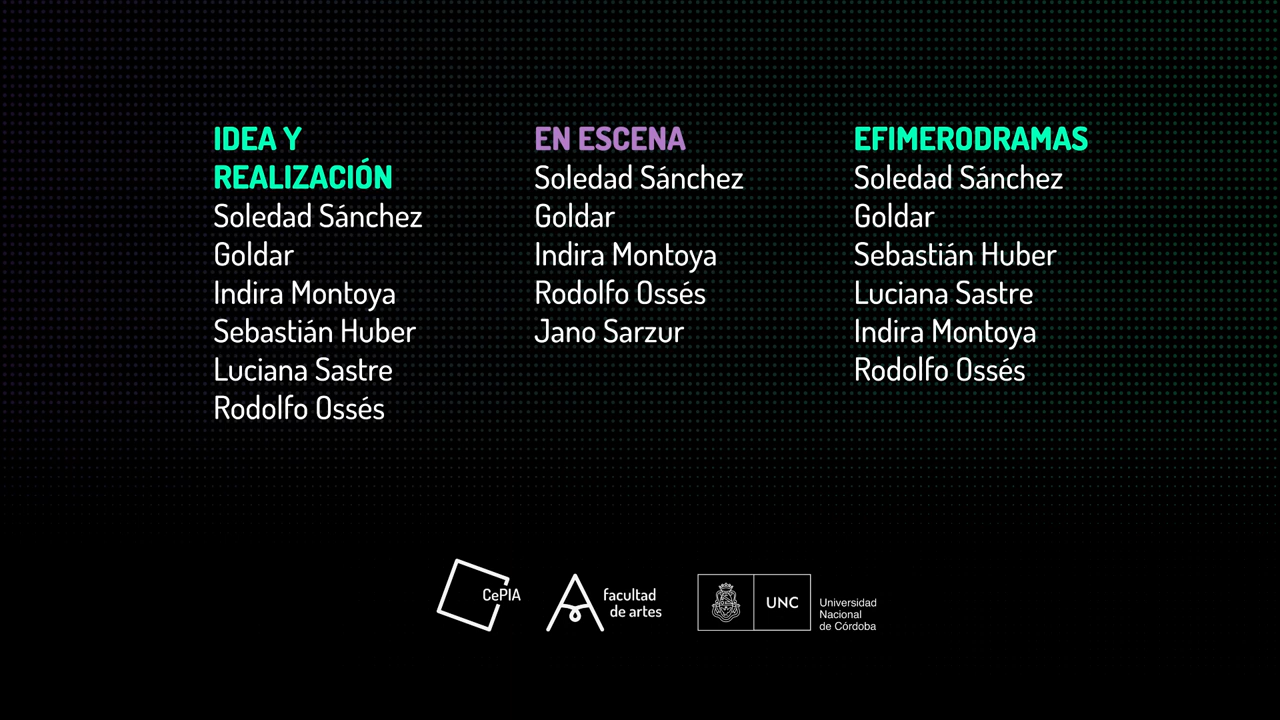 IDEA Y
REALIZACIÓN
Soledad Sánchez
Goldar
Indira Montoya
Sebastián Huber
Luciana Sastre
Rodolfo Ossés
EN ESCENA
Soledad Sánchez
Goldar
Indira Montoya
Rodolfo Ossés
Jano Sarzur
EFIMERODRAMAS
Soledad Sánchez
Goldar
Sebastián Huber
Luciana Sastre
Indira Montoya
Rodolfo Ossés
CePIA
facultad
de artes
UNC
Universidad
Nacional
de Córdoba